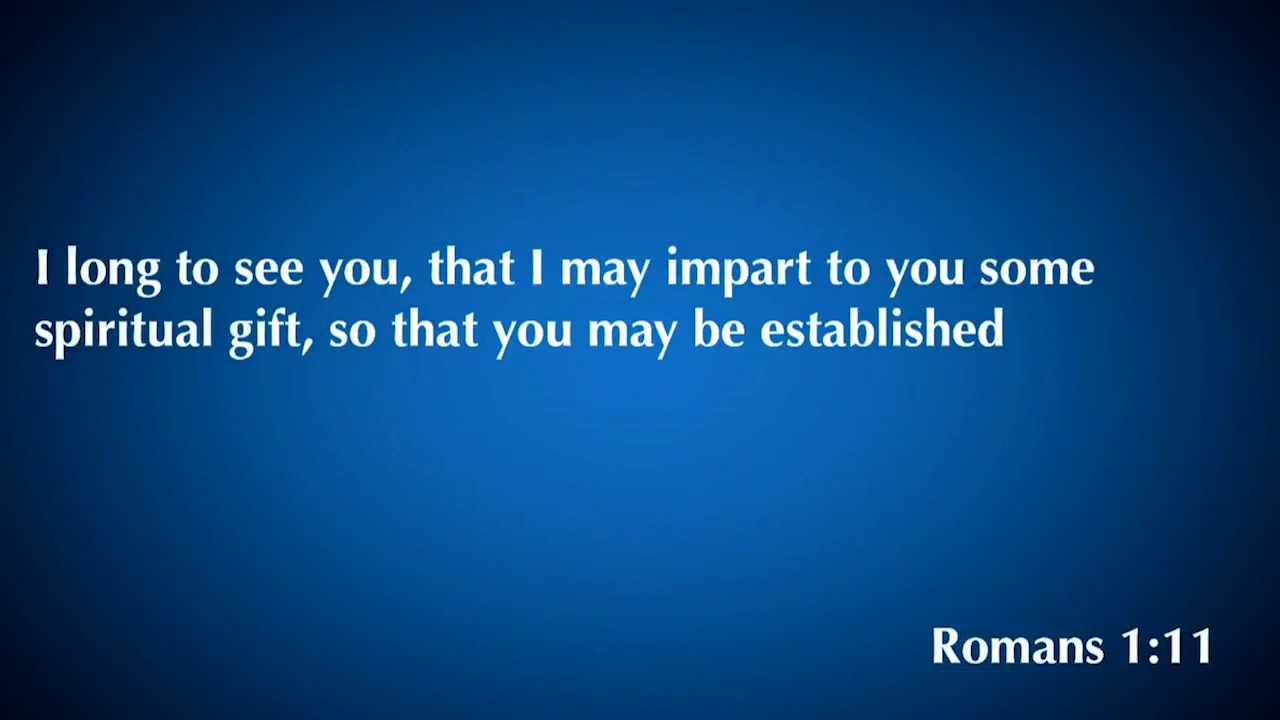 I long to see you, that I may impart to you some
spiritual gift, so that you may be established
Romans 1:11